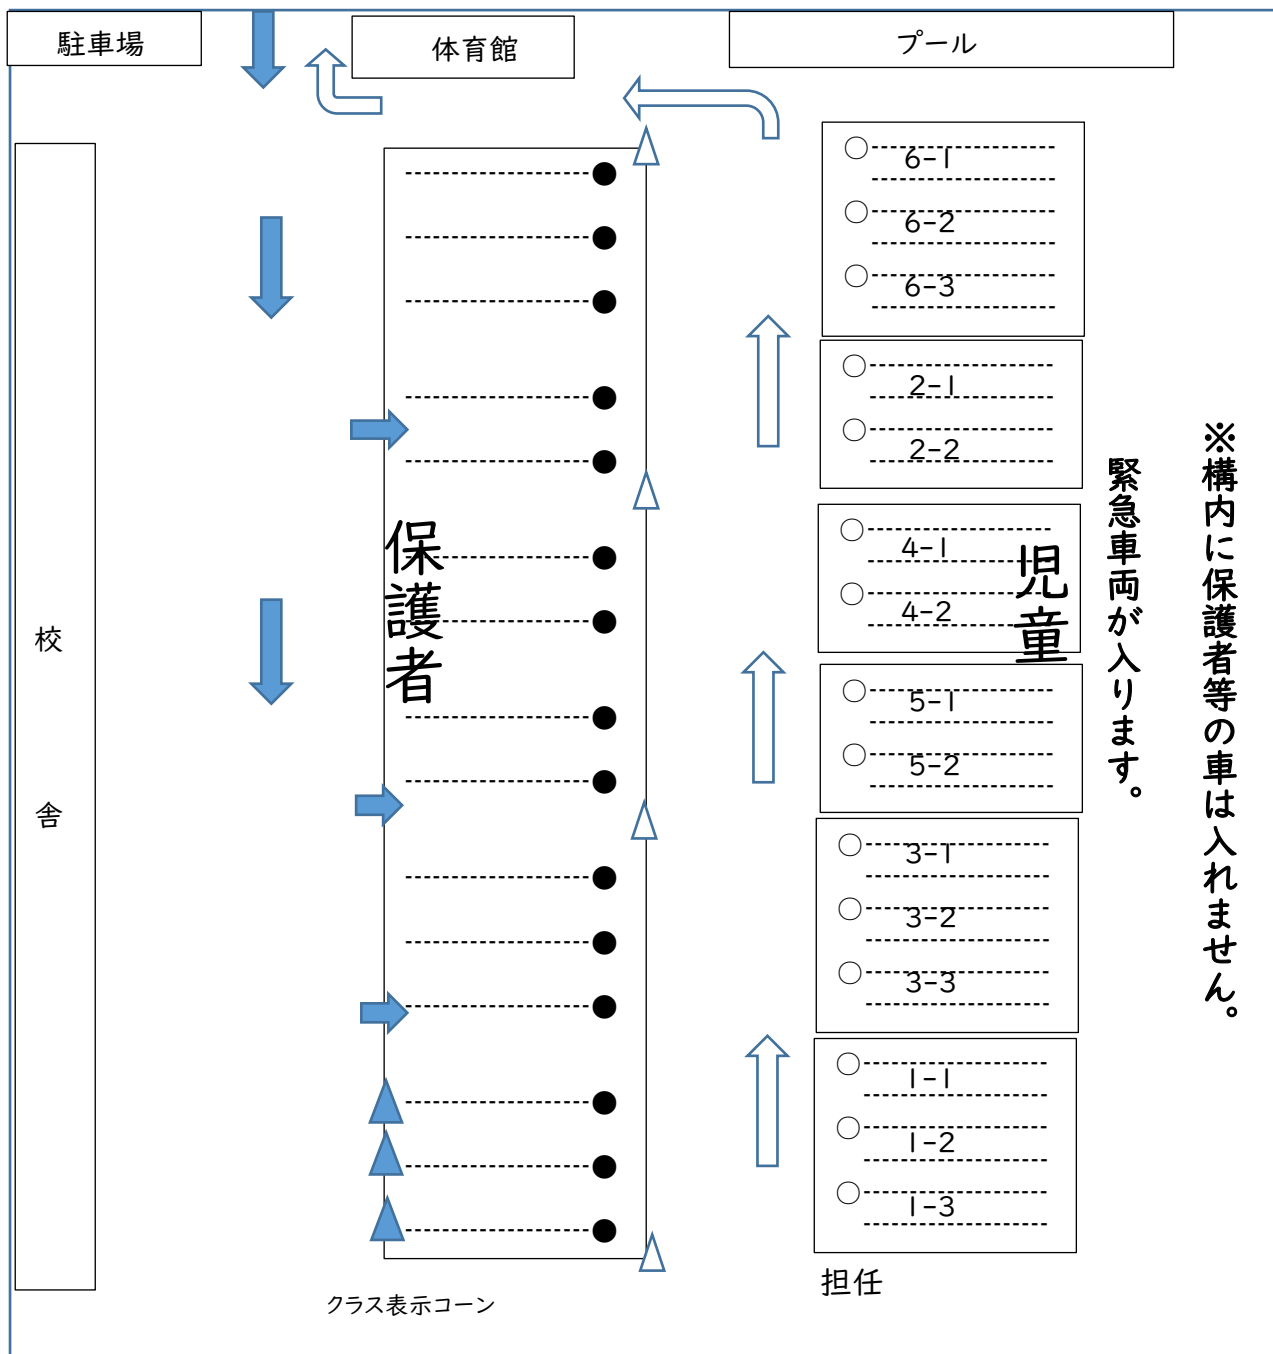 駐車場
体育館
プール
6-1
6-2
6-3
2-1
2-2
4-1
4-2
5-1
5-2
3-1
3-2
3-3
1-1
1-2
1-3
児童
保護者
校舎
※構内に保護者等の車は入れません。
緊急車両が入ります。
担任
クラス表示コーン